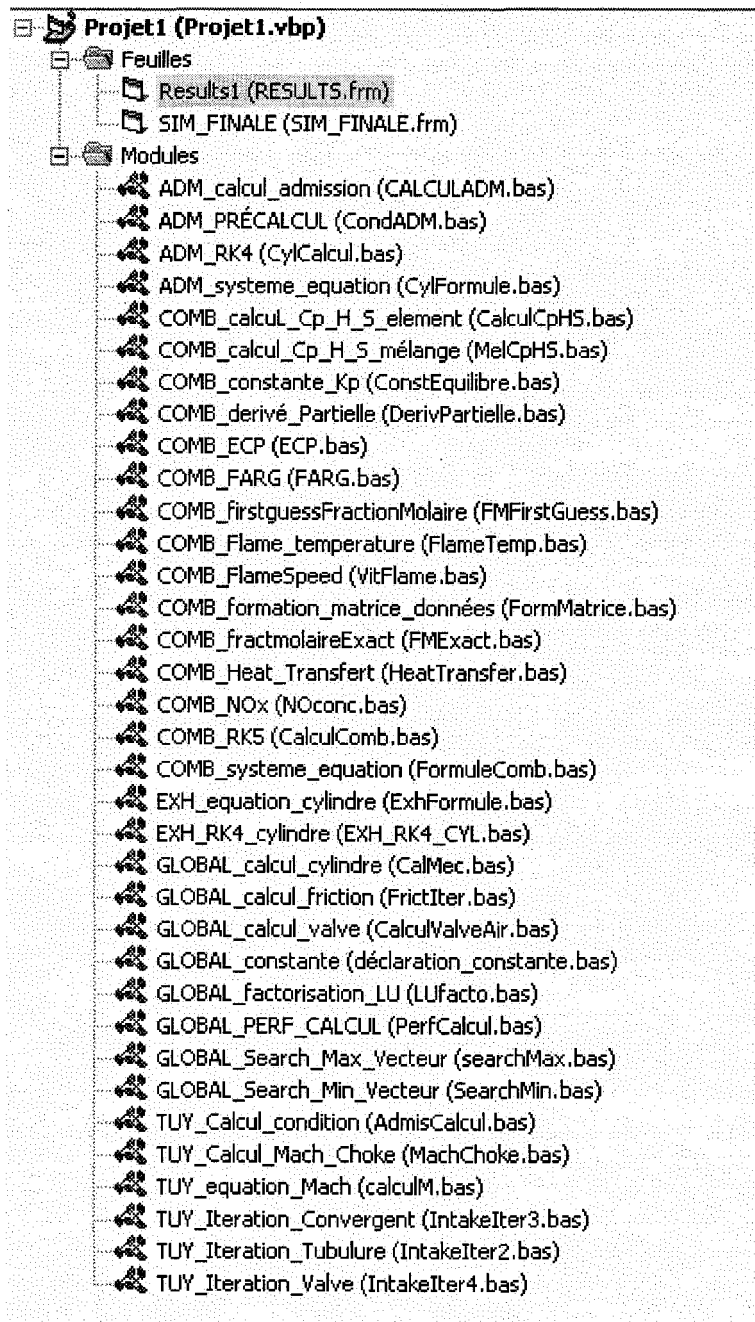 Projet1 (Projet1.vbp)
Feuilles
Results1 (RESULTS.frm)
SIM_FINALE (SIM_FINALE.frm)
Modules
ADM_calcul_admission (CALCULADM.bas)
ADM_PRÉCALCUL (CondADM.bas)
ADM_RK4 (CylCalcul.bas)
ADM_systeme_equation (CylFormule.bas)
COMB_calcuL_Cp_H_S_element (CalculCpHS.bas)
COMB_calcul_Cp_H_S_mélange (MelCpHS.bas)
COMB_constante_Kp (ConstEquilibre.bas)
COMB_derivé_Partielle (DerivPartielle.bas)
COMB_ECP (ECP.bas)
COMB_FARG (FARG.bas)
COMB_firstguessFractionMolaire (FMFirstGuess.bas)
COMB_Flame_temperature (FlameTemp.bas)
COMB_FlameSpeed (VitFlame.bas)
COMB_formation_matrice_données (FormMatrice.bas)
COMB_fractmolaireExact (FMExact.bas)
COMB_Heat_Transfert (HeatTransfer.bas)
COMB_NOx (NOconc.bas)
COMB_RK5 (CalculComb.bas)
COMB_systeme_equation (FormuleComb.bas)
EXH_equation_cylindre (ExhFormule.bas)
EXH_RK4_cylindre (EXH_RK4_CYL.bas)
GLOBAL_calcul_cylindre (CalMec.bas)
GLOBAL_calcul_friction (FrictIter.bas)
GLOBAL_calcul_valve (CalculValveAir.bas)
GLOBAL_constante (déclaration_constante.bas)
GLOBAL_factorisation_LU (LUfacto.bas)
GLOBAL_PERF_CALCUL (PerfCalcul.bas)
GLOBAL_Search_Max_Vecteur (searchMax.bas)
GLOBAL_Search_Min_Vecteur (SearchMin.bas)
TUY_Calcul_condition (AdmisCalcul.bas)
TUY_Calcul_Mach_Choke (MachChoke.bas)
TUY_equation_Mach (calculM.bas)
TUY_Iteration_Convergent (IntakeIter3.bas)
TUY_Iteration_Tubulure (IntakeIter2.bas)
TUY_Iteration_Valve (IntakeIter4.bas)